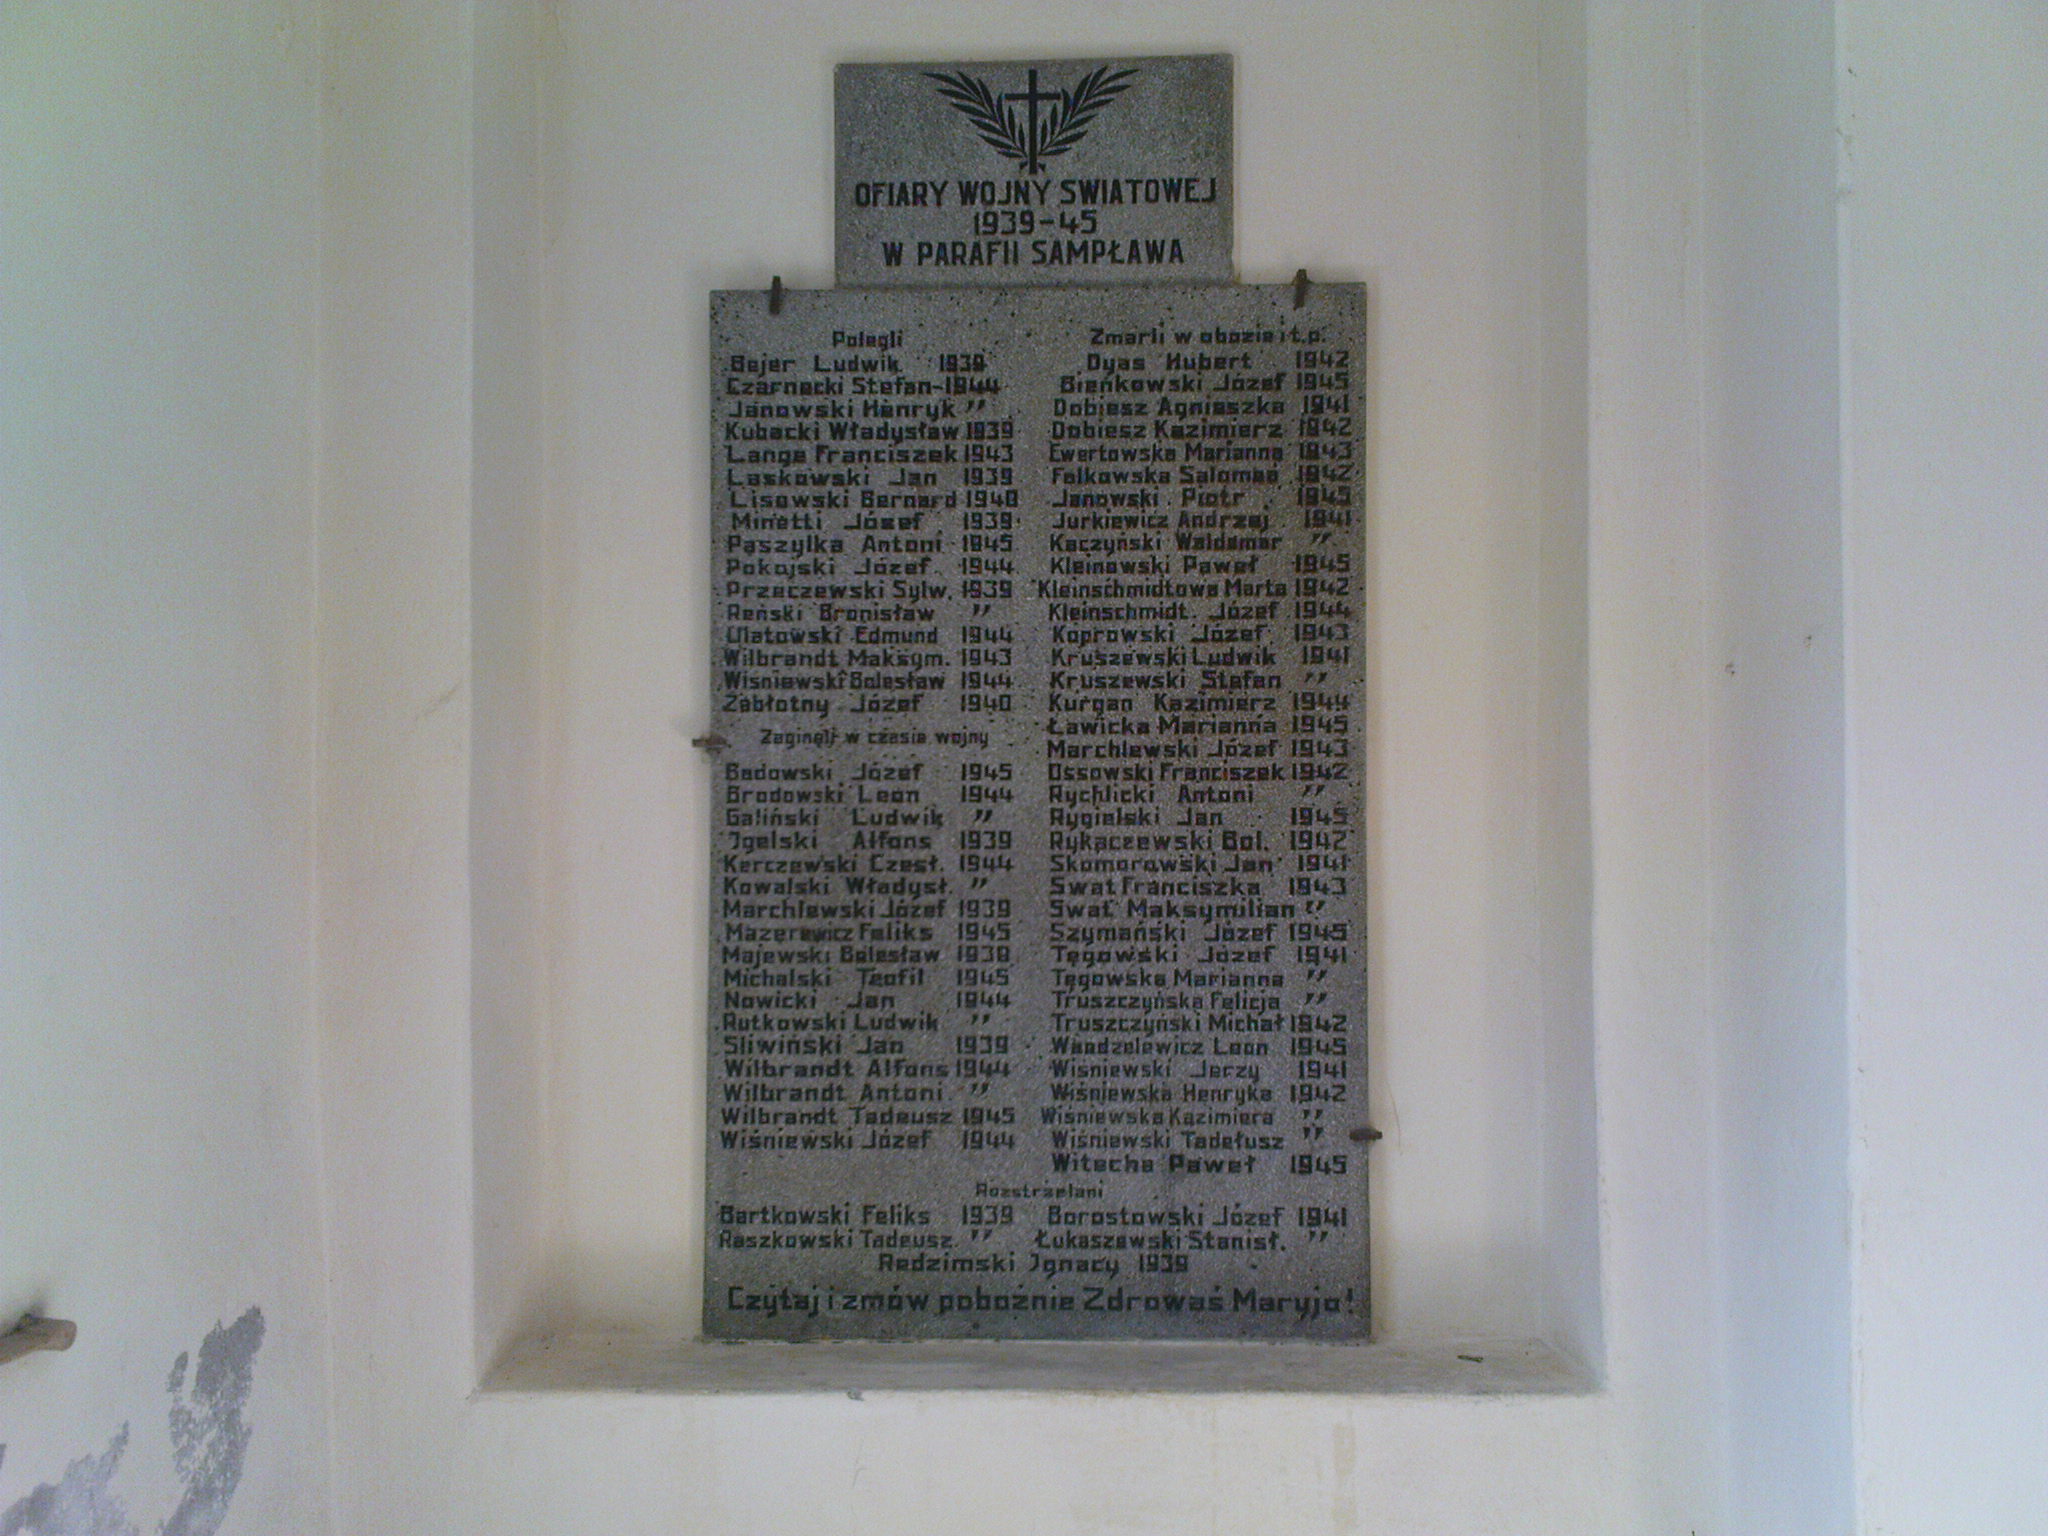 OFIARY WOJNY SWIATOWEJ
1939-45
W PARAFII SAMPŁAWA
Polegli
Bejer Ludwik 1939
Czarnecki Stefan-1944
Janowski Henryk "
Kubacki Władysław 1939
Lange Franciszek 1943
Laskowski Jan 1939
Lisowski Bernard 1940
Minetti Józef 1939
Paszylka Antoni 1945
Pokojski Józef 1944
Przeczewski Sylw. 1939
Reński Bronisław "
Ulatowski Edmund 1944
Wilbrandt Maksym. 1943
Wiśniewski Bolesław 1944
Zabłotny Józef 1940
Zaginęli w czasie wojny
Badowski Józef 1945
Brodowski Leon 1944
Galiński Ludwik "
Jgelski Alfons 1939
Kerczewski Czesł. 1944
Kowalski Władysł. "
Marchlewski Józef 1939
Mazerewicz Feliks 1945
Majewski Bolesław 1939
Michalski Teofil 1945
Nowicki Jan 1944
Rutkowski Ludwik "
Sliwiński Jan 1939
Wilbrandt Alfons 1944
Wilbrandt Antoni "
Wilbrandt Tadeusz 1945
Wiśniewski Józef 1944
Zmarli w obozie i t.p.
Dyas Hubert 1942
Bieńkowski Józef 1945
Dobiesz Agnieszka 1941
Dobiesz Kazimierz 1942
Ewertowska Marianna 1943
Falkowska Salomea 1942
Janowski Piotr 1945
Jurkiewicz Andrzej 1941
Kaczyński Waldemar "
Kleinowski Paweł 1945
Kleinschmidtowa Marta 1942
Kleinschmidt Józef 1944
Koprowski Józef 1943
Kruszewski Ludwik 1941
Kruszewski Stefan "
Kurgan Kazimierz 1944
Ławicka Marianna 1945
Marchlewski Józef 1943
Ossowski Franciszek 1942
Rychlicki Antoni "
Rygielski Jan 1945
Rykaczewski Bol. 1942
Skomorowski Jan 1941
Swat Franciszka 1943
Swat Maksymilian "
Szymański Józef 1945
Tęgowski Józef 1941
Tęgowska Marianna "
Truszczyńska Felicja "
Truszczyński Michał 1942
Wendzelewicz Leon 1945
Wiśniewski Jerzy 1941
Wiśniewska Henryka 1942
Wiśniewska Kazimiera "
Wiśniewski Tadeusz "
Witecha Paweł 1945
Rozstrzelani
Bartkowski Feliks 1939
Raszkowski Tadeusz "
Borostowski Józef 1941
Łukaszewski Stanisł. "
Redzimski Jgnacy 1939
Czytaj i zmów pobożnie Zdrowaś Maryjo!